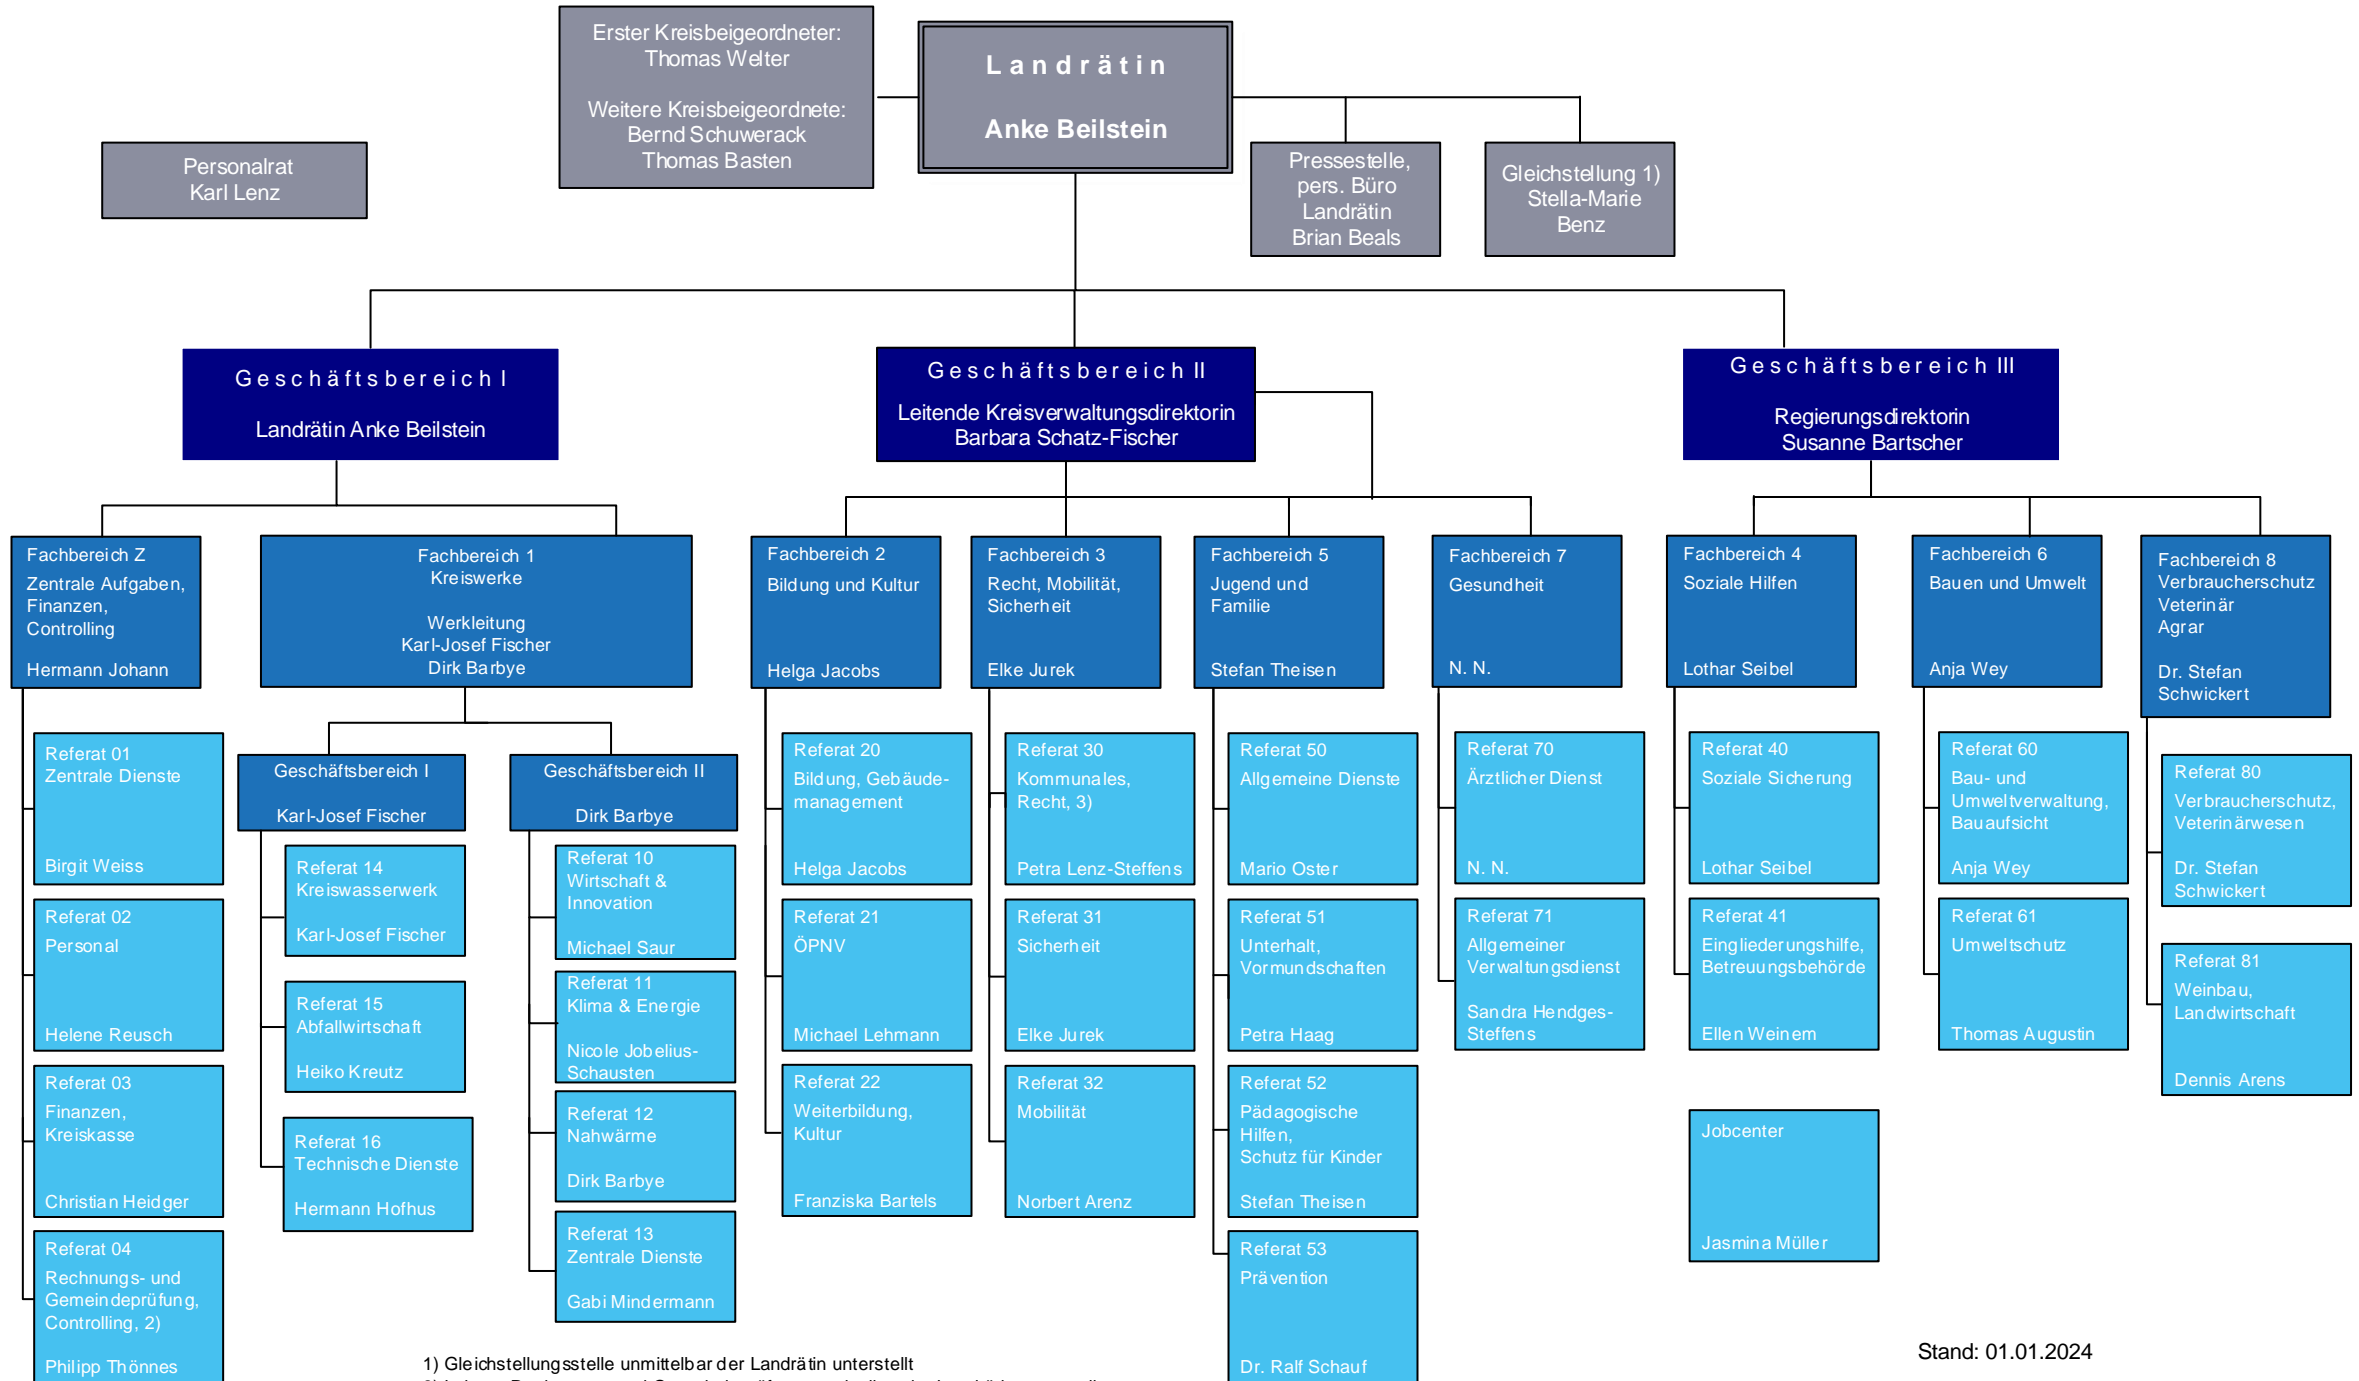 Erster Kreisbeigeordneter:
Thomas Welter
Weitere Kreisbeigeordnete:
Bernd Schuwerack
Thomas Basten
Landrätin
Anke Beilstein
Personalrat
Karl Lenz
Pressestelle,
pers. Büro
Landrätin
Brian Beals
Gleichstellung 1)
Stella-Marie
Benz
Geschäftsbereich I
Landrätin Anke Beilstein
Geschäftsbereich II
Leitende Kreisverwaltungsdirektorin
Barbara Schatz-Fischer
Geschäftsbereich III
Regierungsdirektorin
Susanne Bartscher
Fachbereich Z
Zentrale Aufgaben,
Finanzen,
Controlling
Hermann Johann
Fachbereich 1
Kreiswerke
Werkleitung
Karl-Josef Fischer
Dirk Barbye
Fachbereich 2
Bildung und Kultur
Helga Jacobs
Fachbereich 3
Recht, Mobilität,
Sicherheit
Elke Jurek
Fachbereich 5
Jugend und
Familie
Stefan Theisen
Fachbereich 7
Gesundheit
N. N.
Fachbereich 4
Soziale Hilfen
Lothar Seibel
Fachbereich 6
Bauen und Umwelt
Anja Wey
Fachbereich 8
Verbraucherschutz
Veterinär
Agrar
Dr. Stefan
Schwickert
Referat 01
Zentrale Dienste
Birgit Weiss
Referat 02
Personal
Helene Reusch
Referat 03
Finanzen,
Kreiskasse
Christian Heidger
Referat 04
Rechnungs- und
Gemeindeprüfung,
Controlling, 2)
Philipp Thönnes
Geschäftsbereich I
Karl-Josef Fischer
Referat 14
Kreiswasserwerk
Karl-Josef Fischer
Referat 15
Abfallwirtschaft
Heiko Kreutz
Referat 16
Technische Dienste
Hermann Hofhus
Geschäftsbereich II
Dirk Barbye
Referat 10
Wirtschaft &
Innovation
Michael Saur
Referat 11
Klima & Energie
Nicole Jobelius-
Schausten
Referat 12
Nahwärme
Dirk Barbye
Referat 13
Zentrale Dienste
Gabi Mindermann
Referat 20
Bildung, Gebäude-
management
Helga Jacobs
Referat 21
ÖPNV
Michael Lehmann
Referat 22
Weiterbildung,
Kultur
Franziska Bartels
Referat 30
Kommunales,
Recht, 3)
Petra Lenz-Steffens
Referat 31
Sicherheit
Elke Jurek
Referat 32
Mobilität
Norbert Arenz
Referat 50
Allgemeine Dienste
Mario Oster
Referat 51
Unterhalt,
Vormundschaften
Petra Haag
Referat 52
Pädagogische
Hilfen,
Schutz für Kinder
Stefan Theisen
Referat 53
Prävention
Dr. Ralf Schauf
Referat 70
Ärztlicher Dienst
N. N.
Referat 71
Allgemeiner
Verwaltungsdienst
Sandra Hendges-
Steffens
Referat 40
Soziale Sicherung
Lothar Seibel
Referat 41
Eingliederungshilfe,
Betreuungsbehörde
Ellen Weinem
Jobcenter
Jasmina Müller
Referat 60
Bau- und
Umweltverwaltung,
Bauaufsicht
Anja Wey
Referat 61
Umweltschutz
Thomas Augustin
Referat 80
Verbraucherschutz,
Veterinärwesen
Dr. Stefan
Schwickert
Referat 81
Weinbau,
Landwirtschaft
Dennis Arens
1) Gleichstellungsstelle unmittelbar der Landrätin unterstellt
Stand: 01.01.2024